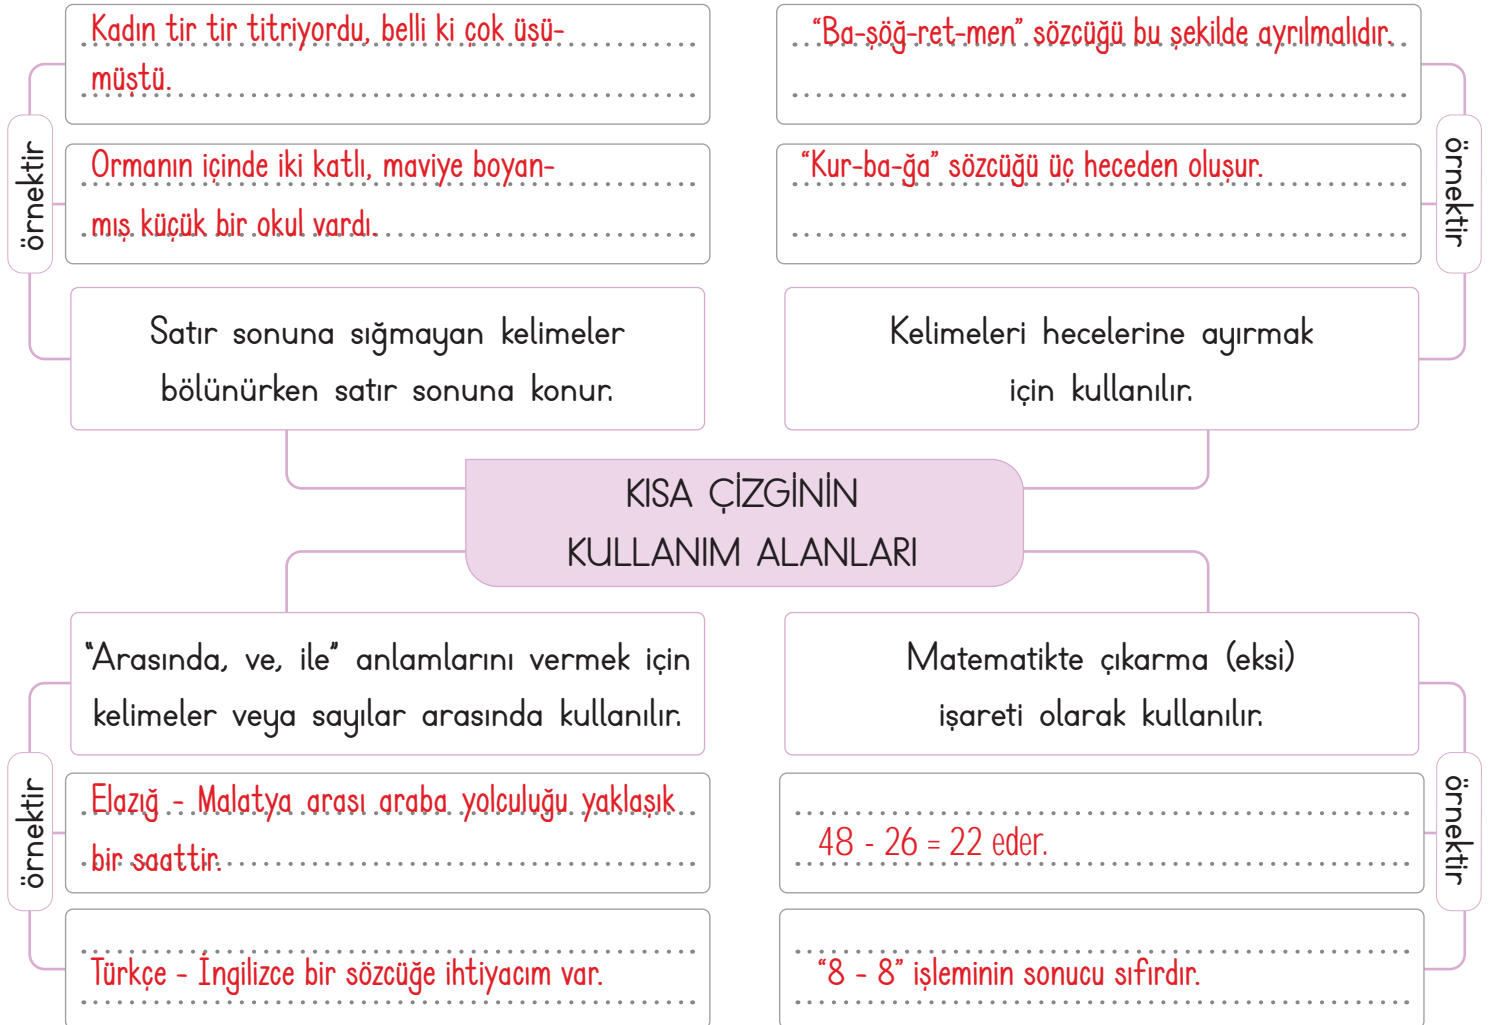 Kadın tir tir titriyordu, belli ki çok üşü-
müştü.
örnektir
Ormanın içinde iki katlı, maviye boyan-
mış küçük bir okul vardı.
Satır sonuna sığmayan kelimeler
bölünürken satır sonuna konur.
“Ba-şöğ-ret-men” sözcüğü bu şekilde ayrılmalıdır.
örnektir
“Kur-ba-ğa” sözcüğü üç heceden oluşur.
Kelimeleri hecelerine ayırmak
için kullanılır.
KISA ÇİZGİNİN
KULLANIM ALANLARI
“Arasında, ve, ile” anlamlarını vermek için
kelimeler veya sayılar arasında kullanılır.
örnektir
Elazığ - Malatya arası araba yolculuğu yaklaşık
bir saattir.
Türkçe - İngilizce bir sözcüğe ihtiyacım var.
Matematikte çıkarma (eksi)
işareti olarak kullanılır.
örnektir
48 - 26 = 22 eder.
“8 - 8” işleminin sonucu sıfırdır.